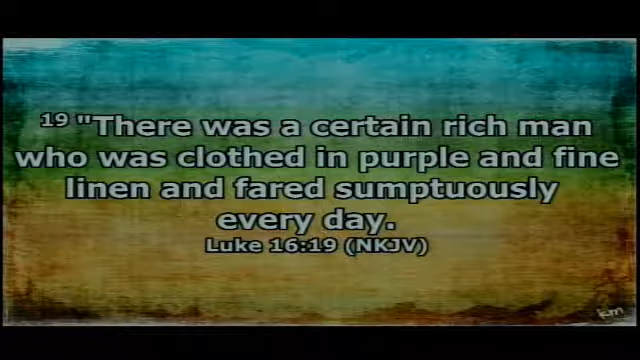 19 "There was a certain rich man
who was clothed in purple and fine
linen and fared sumptuously
every day.
Luke 16:19 (NKJV)
km